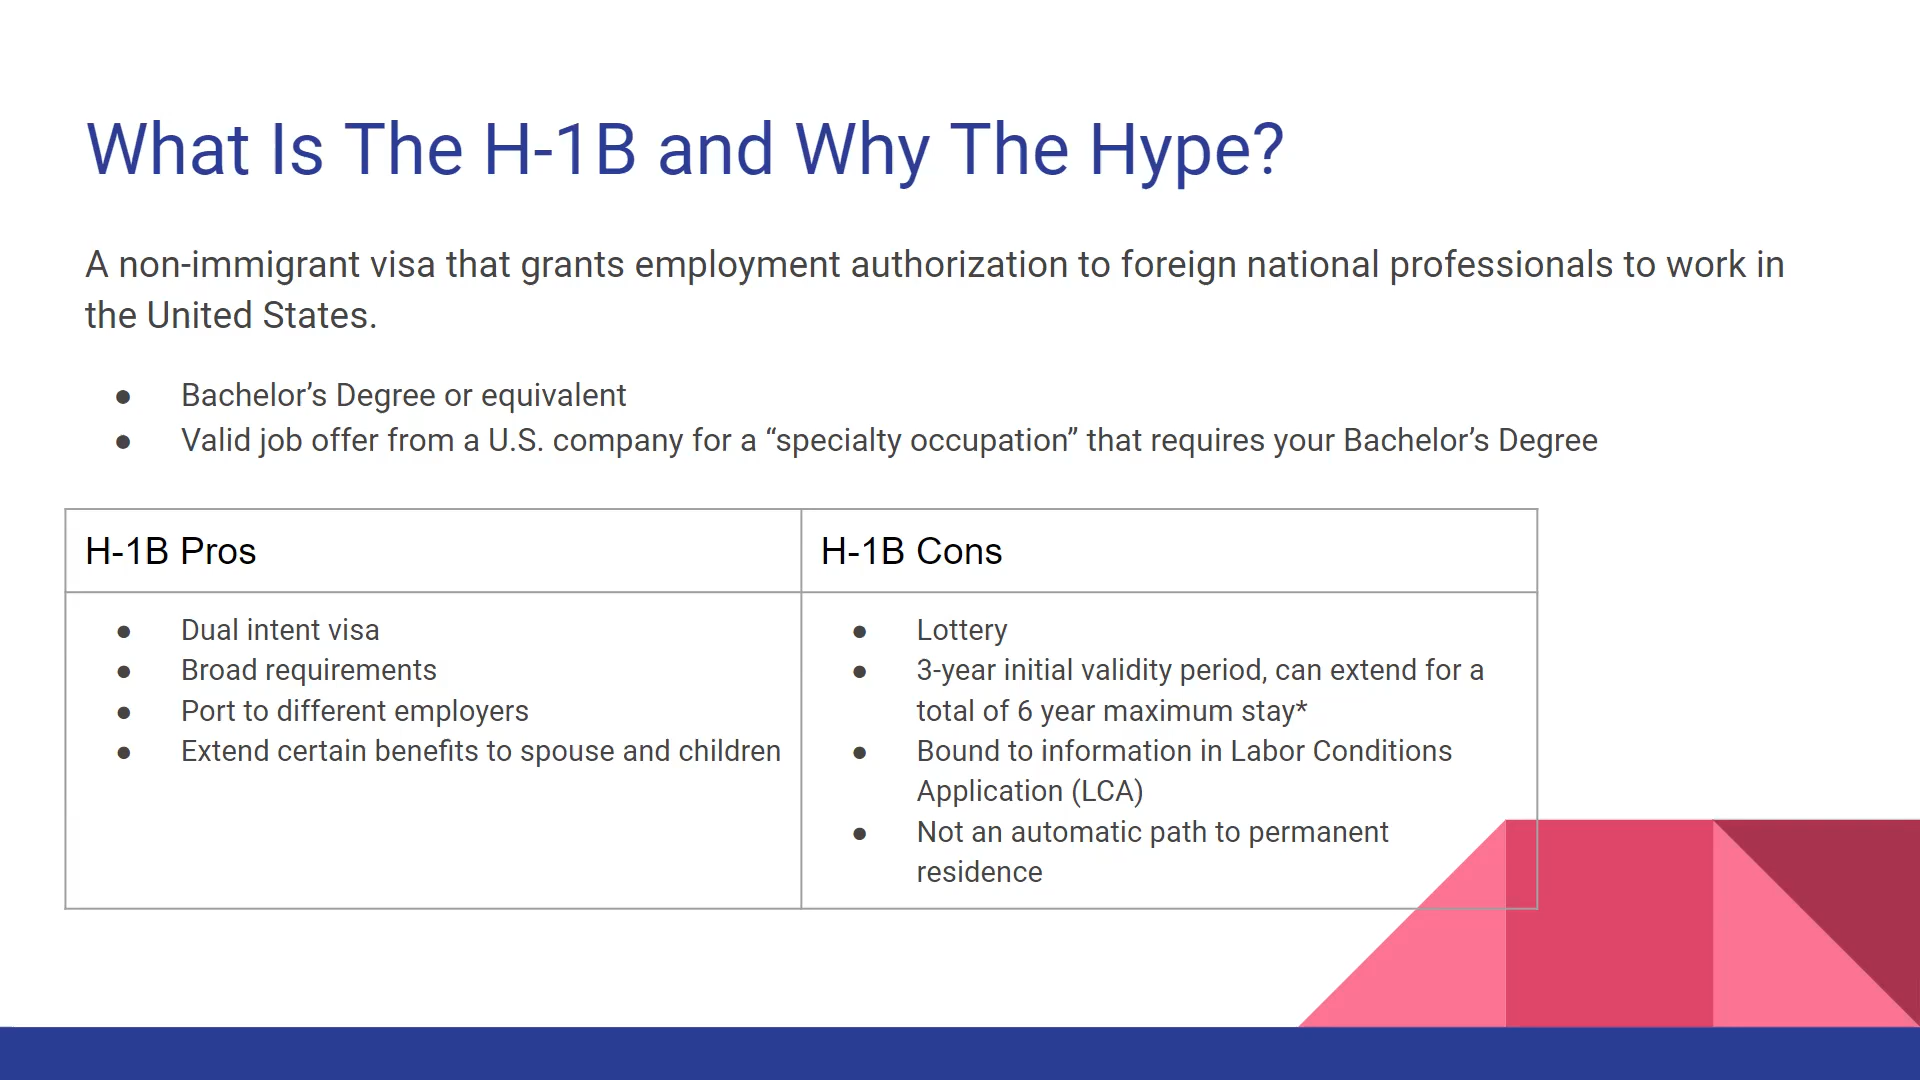 What Is The H-1B and Why The Hype?
A non-immigrant visa that grants employment authorization to foreign national professionals to work in
the United States.
● Bachelor’s Degree or equivalent
● Valid job offer from a U.S. company for a “specialty occupation” that requires your Bachelor’s Degree
H-1B Pros
● Dual intent visa
● Broad requirements
● Port to different employers
● Extend certain benefits to spouse and children
H-1B Cons
● Lottery
● 3-year initial validity period, can extend for a
total of 6 year maximum stay*
● Bound to information in Labor Conditions
Application (LCA)
● Not an automatic path to permanent
residence